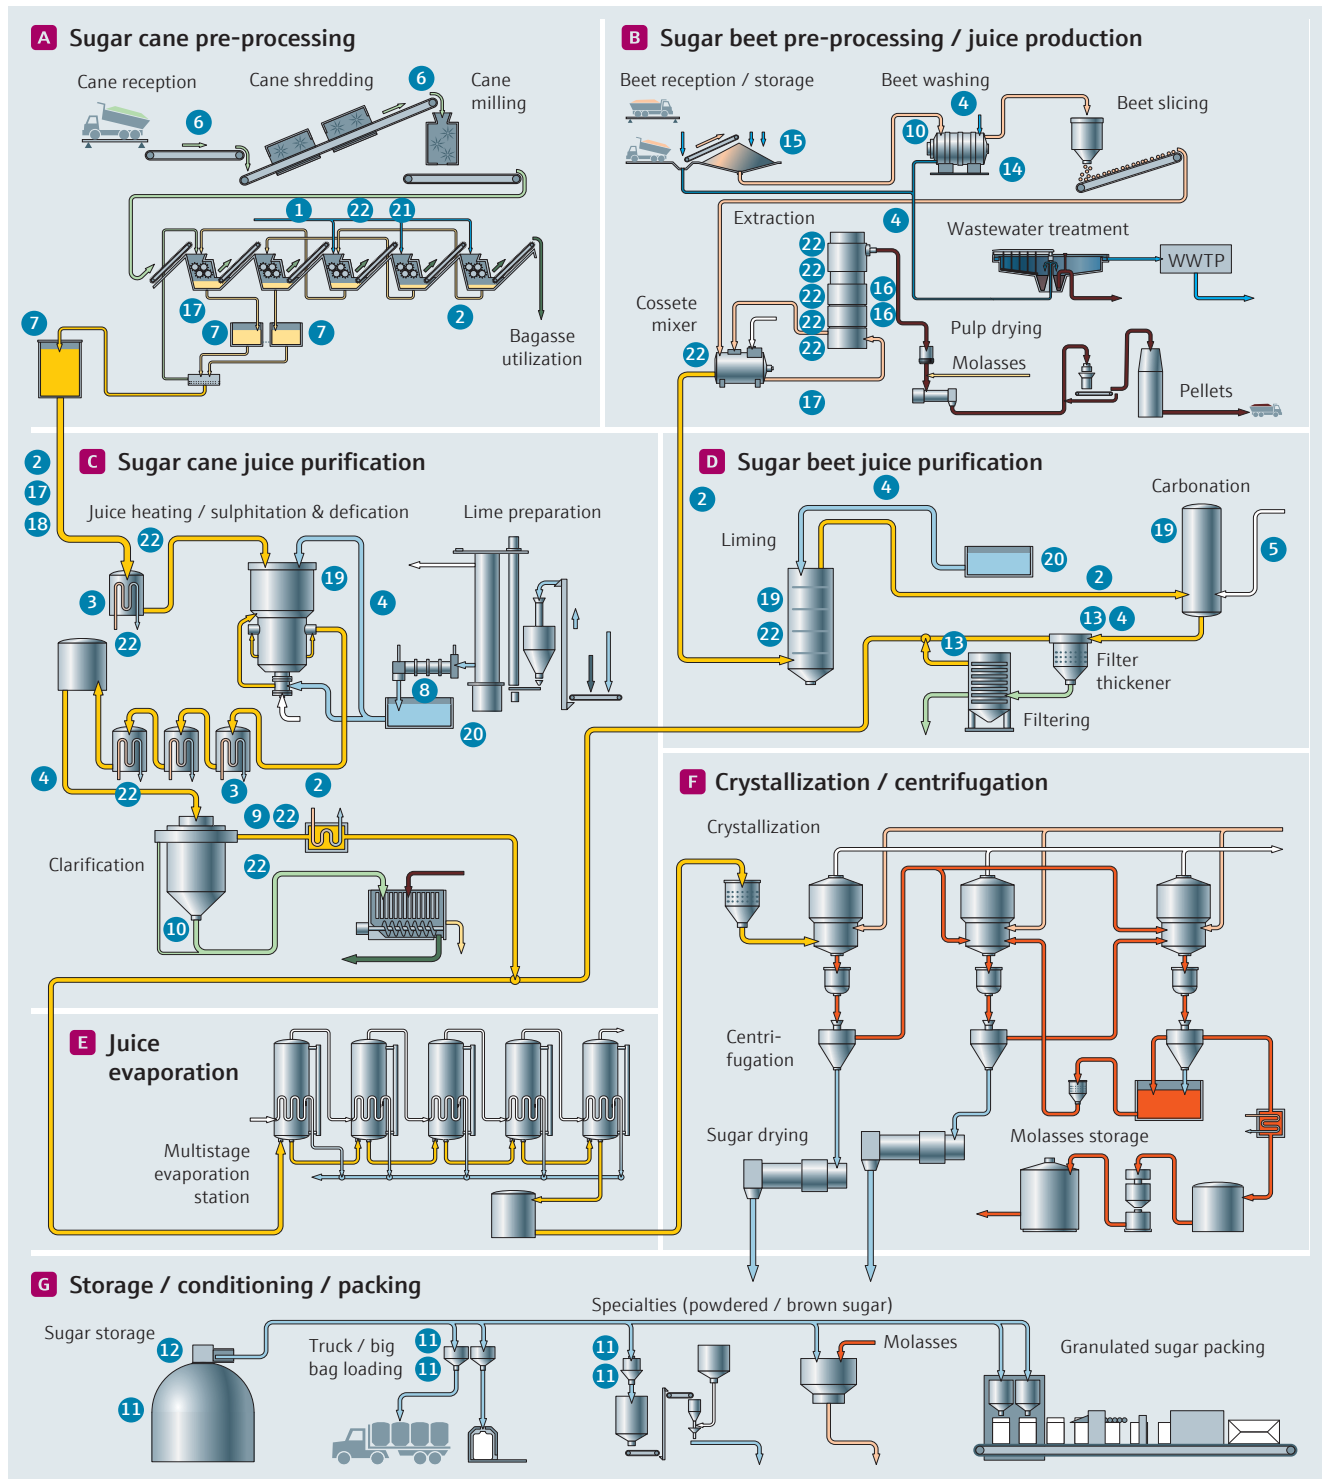 A Sugar cane pre-processing
Cane reception
Cane shredding
6
Cane
milling
6
1
22
21
17
7
7
2
7
Bagasse
utilization
B Sugar beet pre-processing / juice production
Beet reception / storage
Beet washing
4
Beet slicing
10
15
14
Extraction
4
Wastewater treatment
WWTP
22
22
22
22
22
16
16
Cossete
mixer
22
17
Pulp drying
Molasses
Pellets
2
17
18
C Sugar cane juice purification
Juice heating / sulphitation & defication
Lime preparation
22
19
3
4
22
8
20
4
22
3
2
9
22
Clarification
22
10
D Sugar beet juice purification
2
4
Carbonation
Liming
19
5
20
2
19
22
13
4
13
Filter
thickener
Filtering
E Juice
evaporation
Multistage
evaporation
station
F Crystallization / centrifugation
Crystallization
Centri-
fugation
Sugar drying
Molasses storage
G Storage / conditioning / packing
Sugar storage
12
11
Truck / big
bag loading
11
11
Specialties (powdered / brown sugar)
11
11
Molasses
Granulated sugar packing